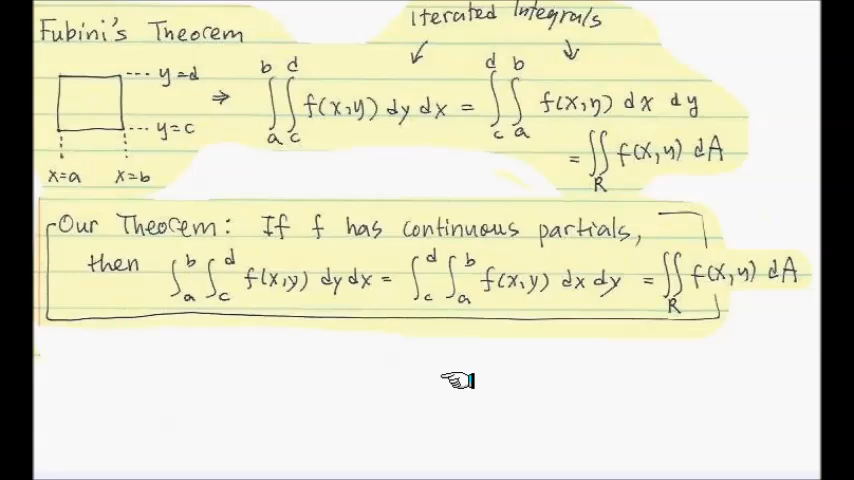 Iterated Integrals
Fubini's Theorem
y=d
y=c
x=a x=b
⇒ ∫_a^b ∫_c^d f(x,y) dy dx = ∫_c^d ∫_a^b f(x,y) dx dy
= ∬_R f(x,y) dA
Our Theorem: If f has continuous partials,
then ∫_a^b ∫_c^d f(x,y) dy dx = ∫_c^d ∫_a^b f(x,y) dx dy = ∬_R f(x,y) dA